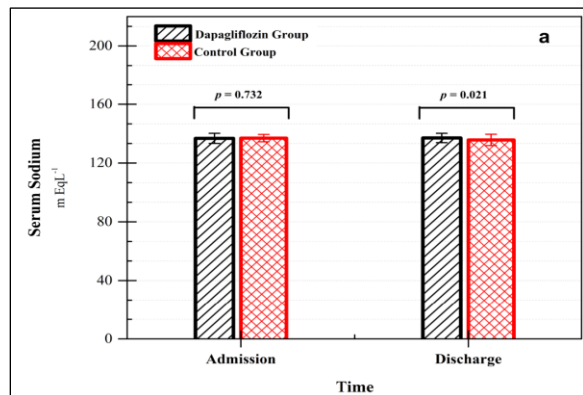 Dapagliflozin Group
Control Group
a
p = 0.732
p = 0.021
200
160
120
80
40
0
Serum Sodium
m EqL-1
Admission
Discharge
Time